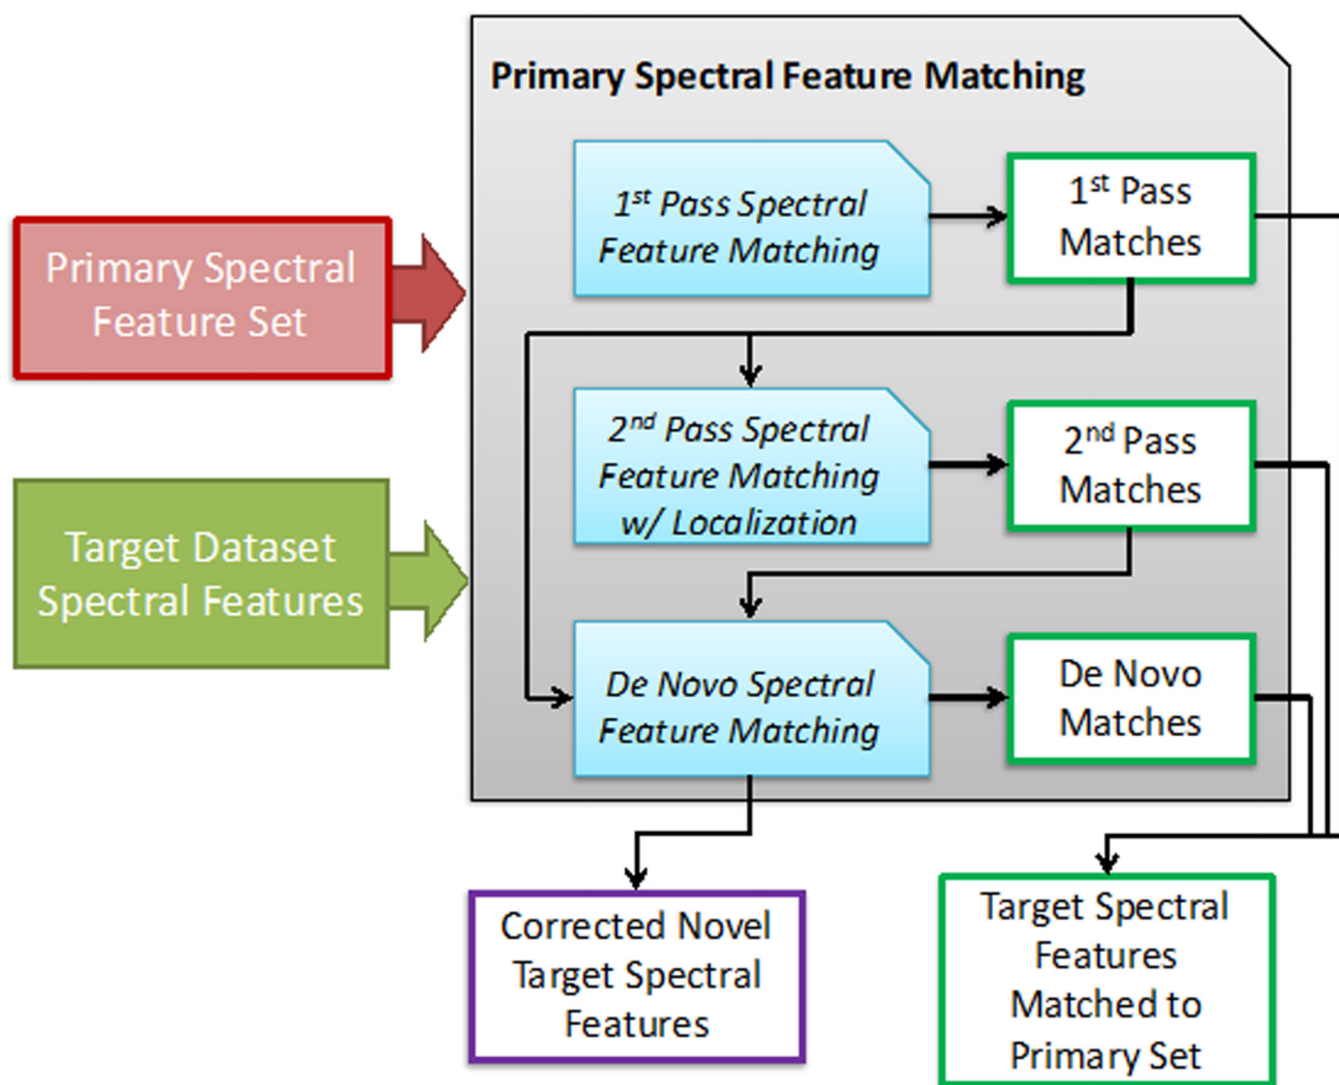 Primary Spectral Feature Matching
1st Pass Spectral
Feature Matching
1st Pass
Matches
Primary Spectral
Feature Set
2nd Pass Spectral
Feature Matching
w/ Localization
2nd Pass
Matches
Target Dataset
Spectral Features
De Novo Spectral
Feature Matching
De Novo
Matches
Corrected Novel
Target Spectral
Features
Target Spectral
Features
Matched to
Primary Set